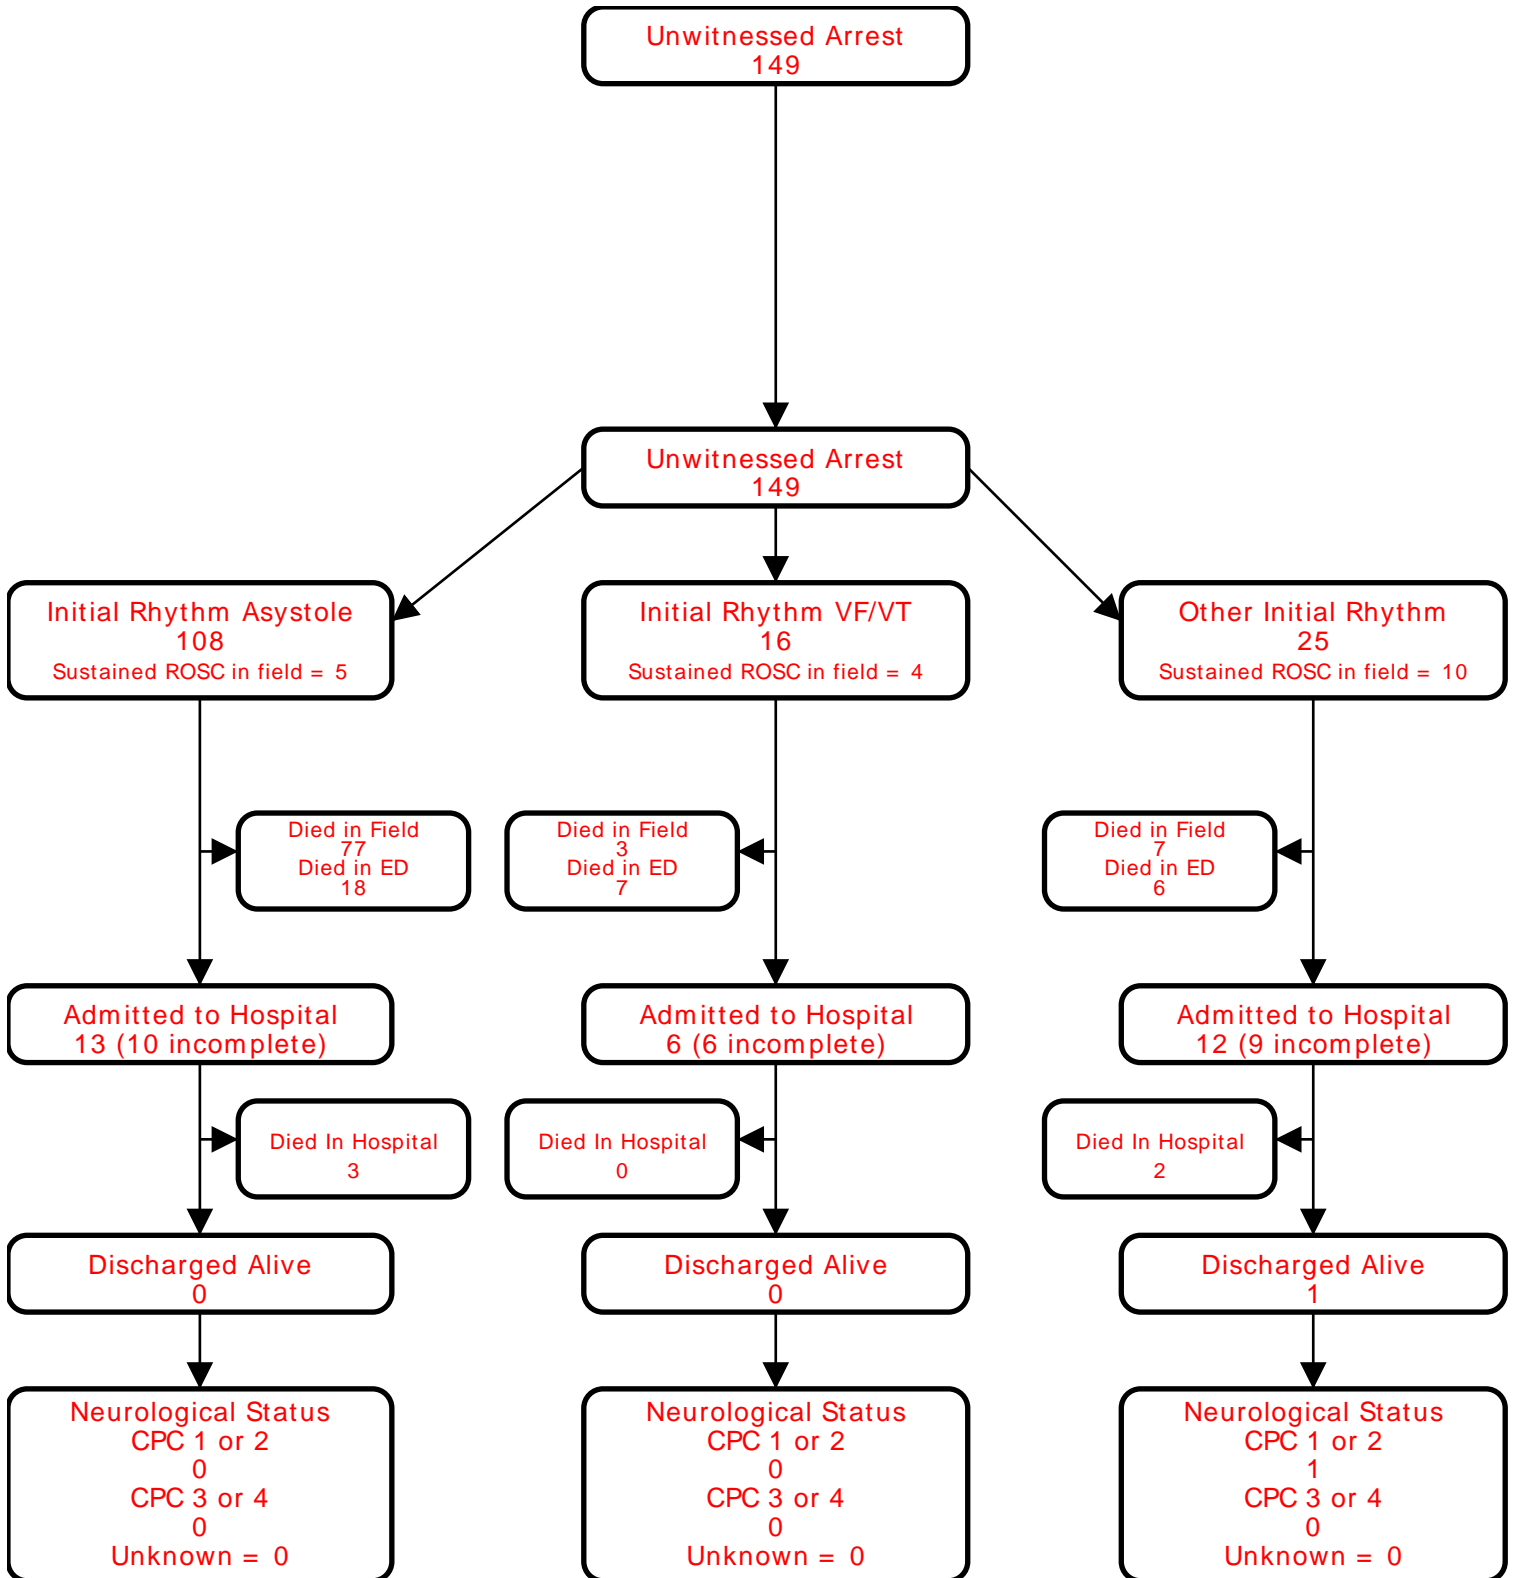 Unwitnessed Arrest
149
Unwitnessed Arrest
149
Initial Rhythm Asystole
108
Sustained ROSC in field = 5
Initial Rhythm VF/VT
16
Sustained ROSC in field = 4
Other Initial Rhythm
25
Sustained ROSC in field = 10
Died in Field
77
Died in ED
18
Died in Field
3
Died in ED
7
Died in Field
7
Died in ED
6
Admitted to Hospital
13 (10 incomplete)
Admitted to Hospital
6 (6 incomplete)
Admitted to Hospital
12 (9 incomplete)
Died In Hospital
3
Died In Hospital
0
Died In Hospital
2
Discharged Alive
0
Discharged Alive
0
Discharged Alive
1
Neurological Status
CPC 1 or 2
0
CPC 3 or 4
0
Unknown = 0
Neurological Status
CPC 1 or 2
0
CPC 3 or 4
0
Unknown = 0
Neurological Status
CPC 1 or 2
1
CPC 3 or 4
0
Unknown = 0